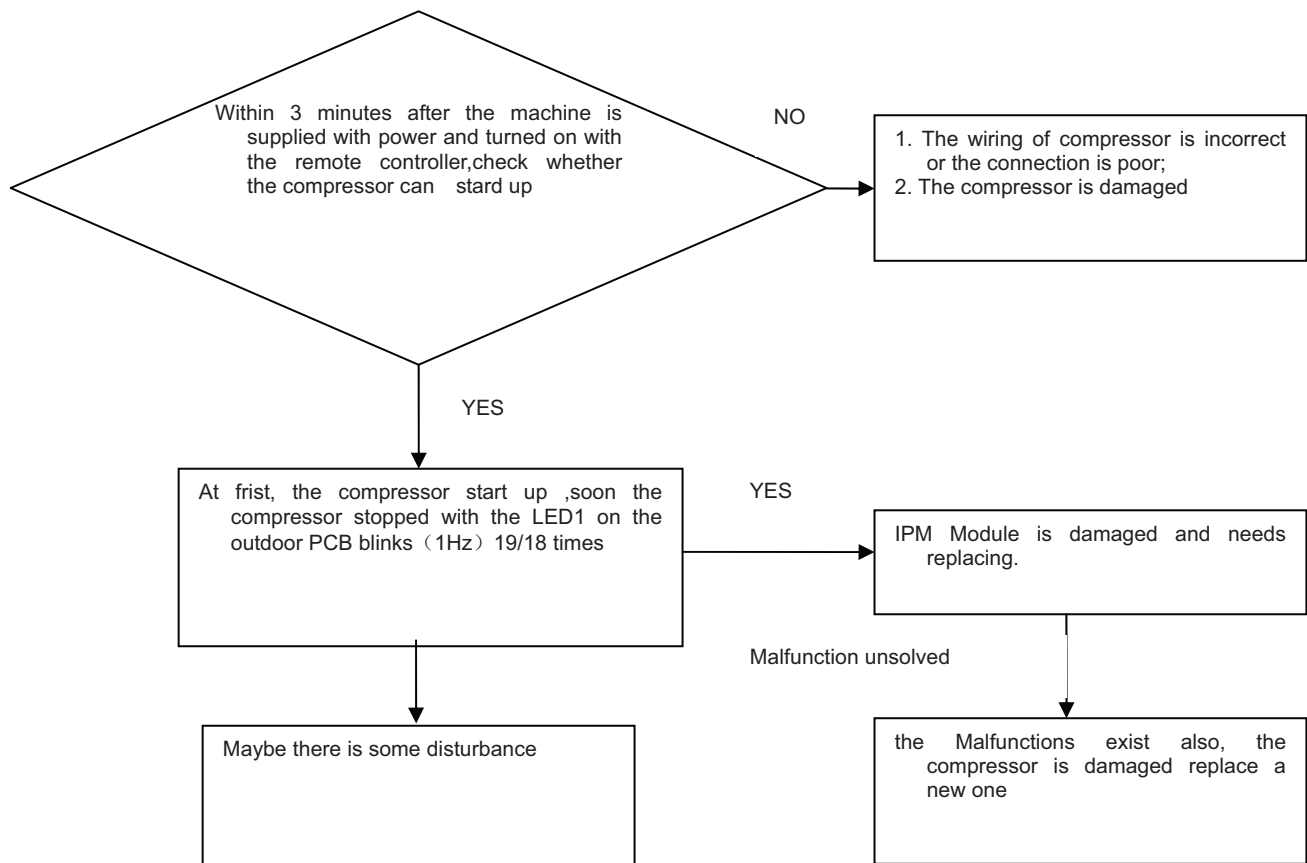 Within 3 minutes after the machine is
supplied with power and turned on with
the remote controller,check whether
the compressor can stard up
NO
1. The wiring of compressor is incorrect
or the connection is poor;
2. The compressor is damaged
YES
At frist, the compressor start up ,soon the
compressor stopped with the LED1 on the
outdoor PCB blinks（1Hz）19/18 times
YES
IPM Module is damaged and needs
replacing.
Malfunction unsolved
Maybe there is some disturbance
the Malfunctions exist also, the
compressor is damaged replace a
new one